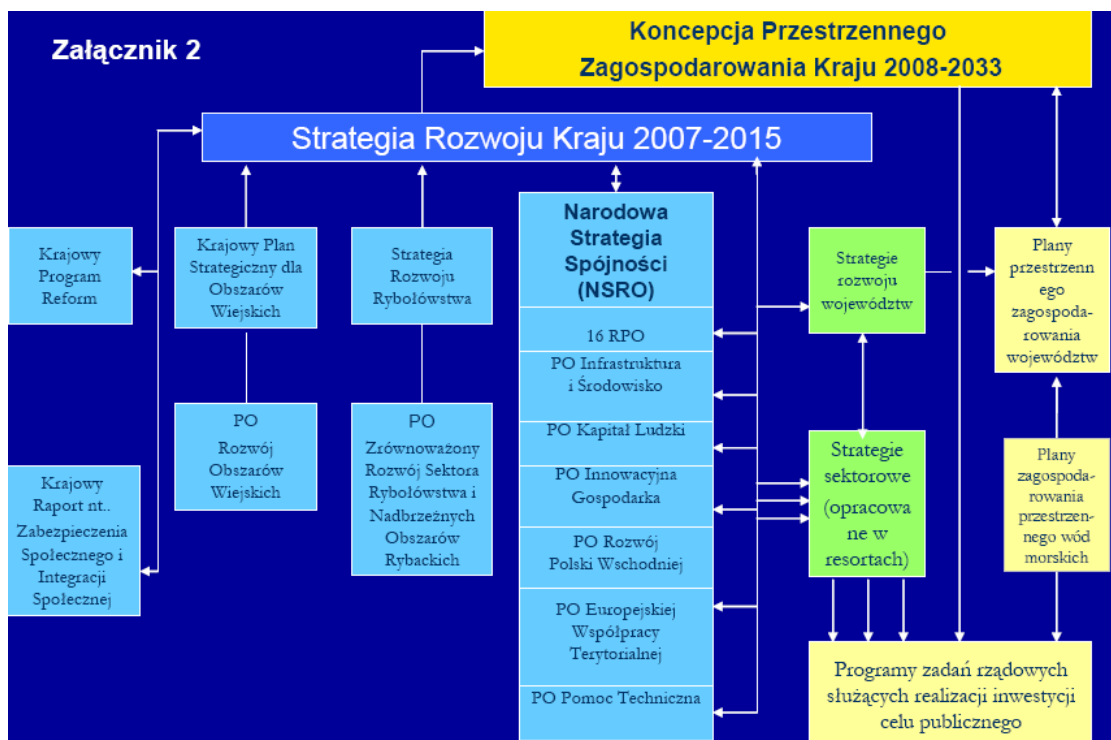 Załącznik 2
Koncepcja Przestrzennego
Zagospodarowania Kraju 2008-2033
Strategia Rozwoju Kraju 2007-2015
Krajowy
Program
Reform
Krajowy Plan
Strategiczny dla
Obszarów
Wiejskich
Strategia
Rozwoju
Rybołówstwa
Narodowa
Strategia
Spójności
(NSRO)
16 RPO
PO Infrastruktura
i Środowisko
PO Kapitał Ludzki
PO Innowacyjna
Gospodarka
PO Rozwój
Polski Wschodniej
PO Europejskiej
Współpracy
Terytorialnej
PO Pomoc Techniczna
Strategie
rozwoju
województw
Plany
przestrzenn
ego
zagospoda-
rowania
województw
Krajowy
Raport nt..
Zabezpieczenia
Społecznego i
Integracji
Społecznej
PO
Rozwój
Obszarów
Wiejskich
PO
Zrównoważony
Rozwój Sektora
Rybołówstwa i
Nadbrzeżnych
Obszarów
Rybackich
Strategie
sektorowe
(opracowa
ne w
resortach)
Plany
zagospoda-
rowania
przestrzen-
nego wód
morskich
Programy zadań rządowych
służących realizacji inwestycji
celu publicznego